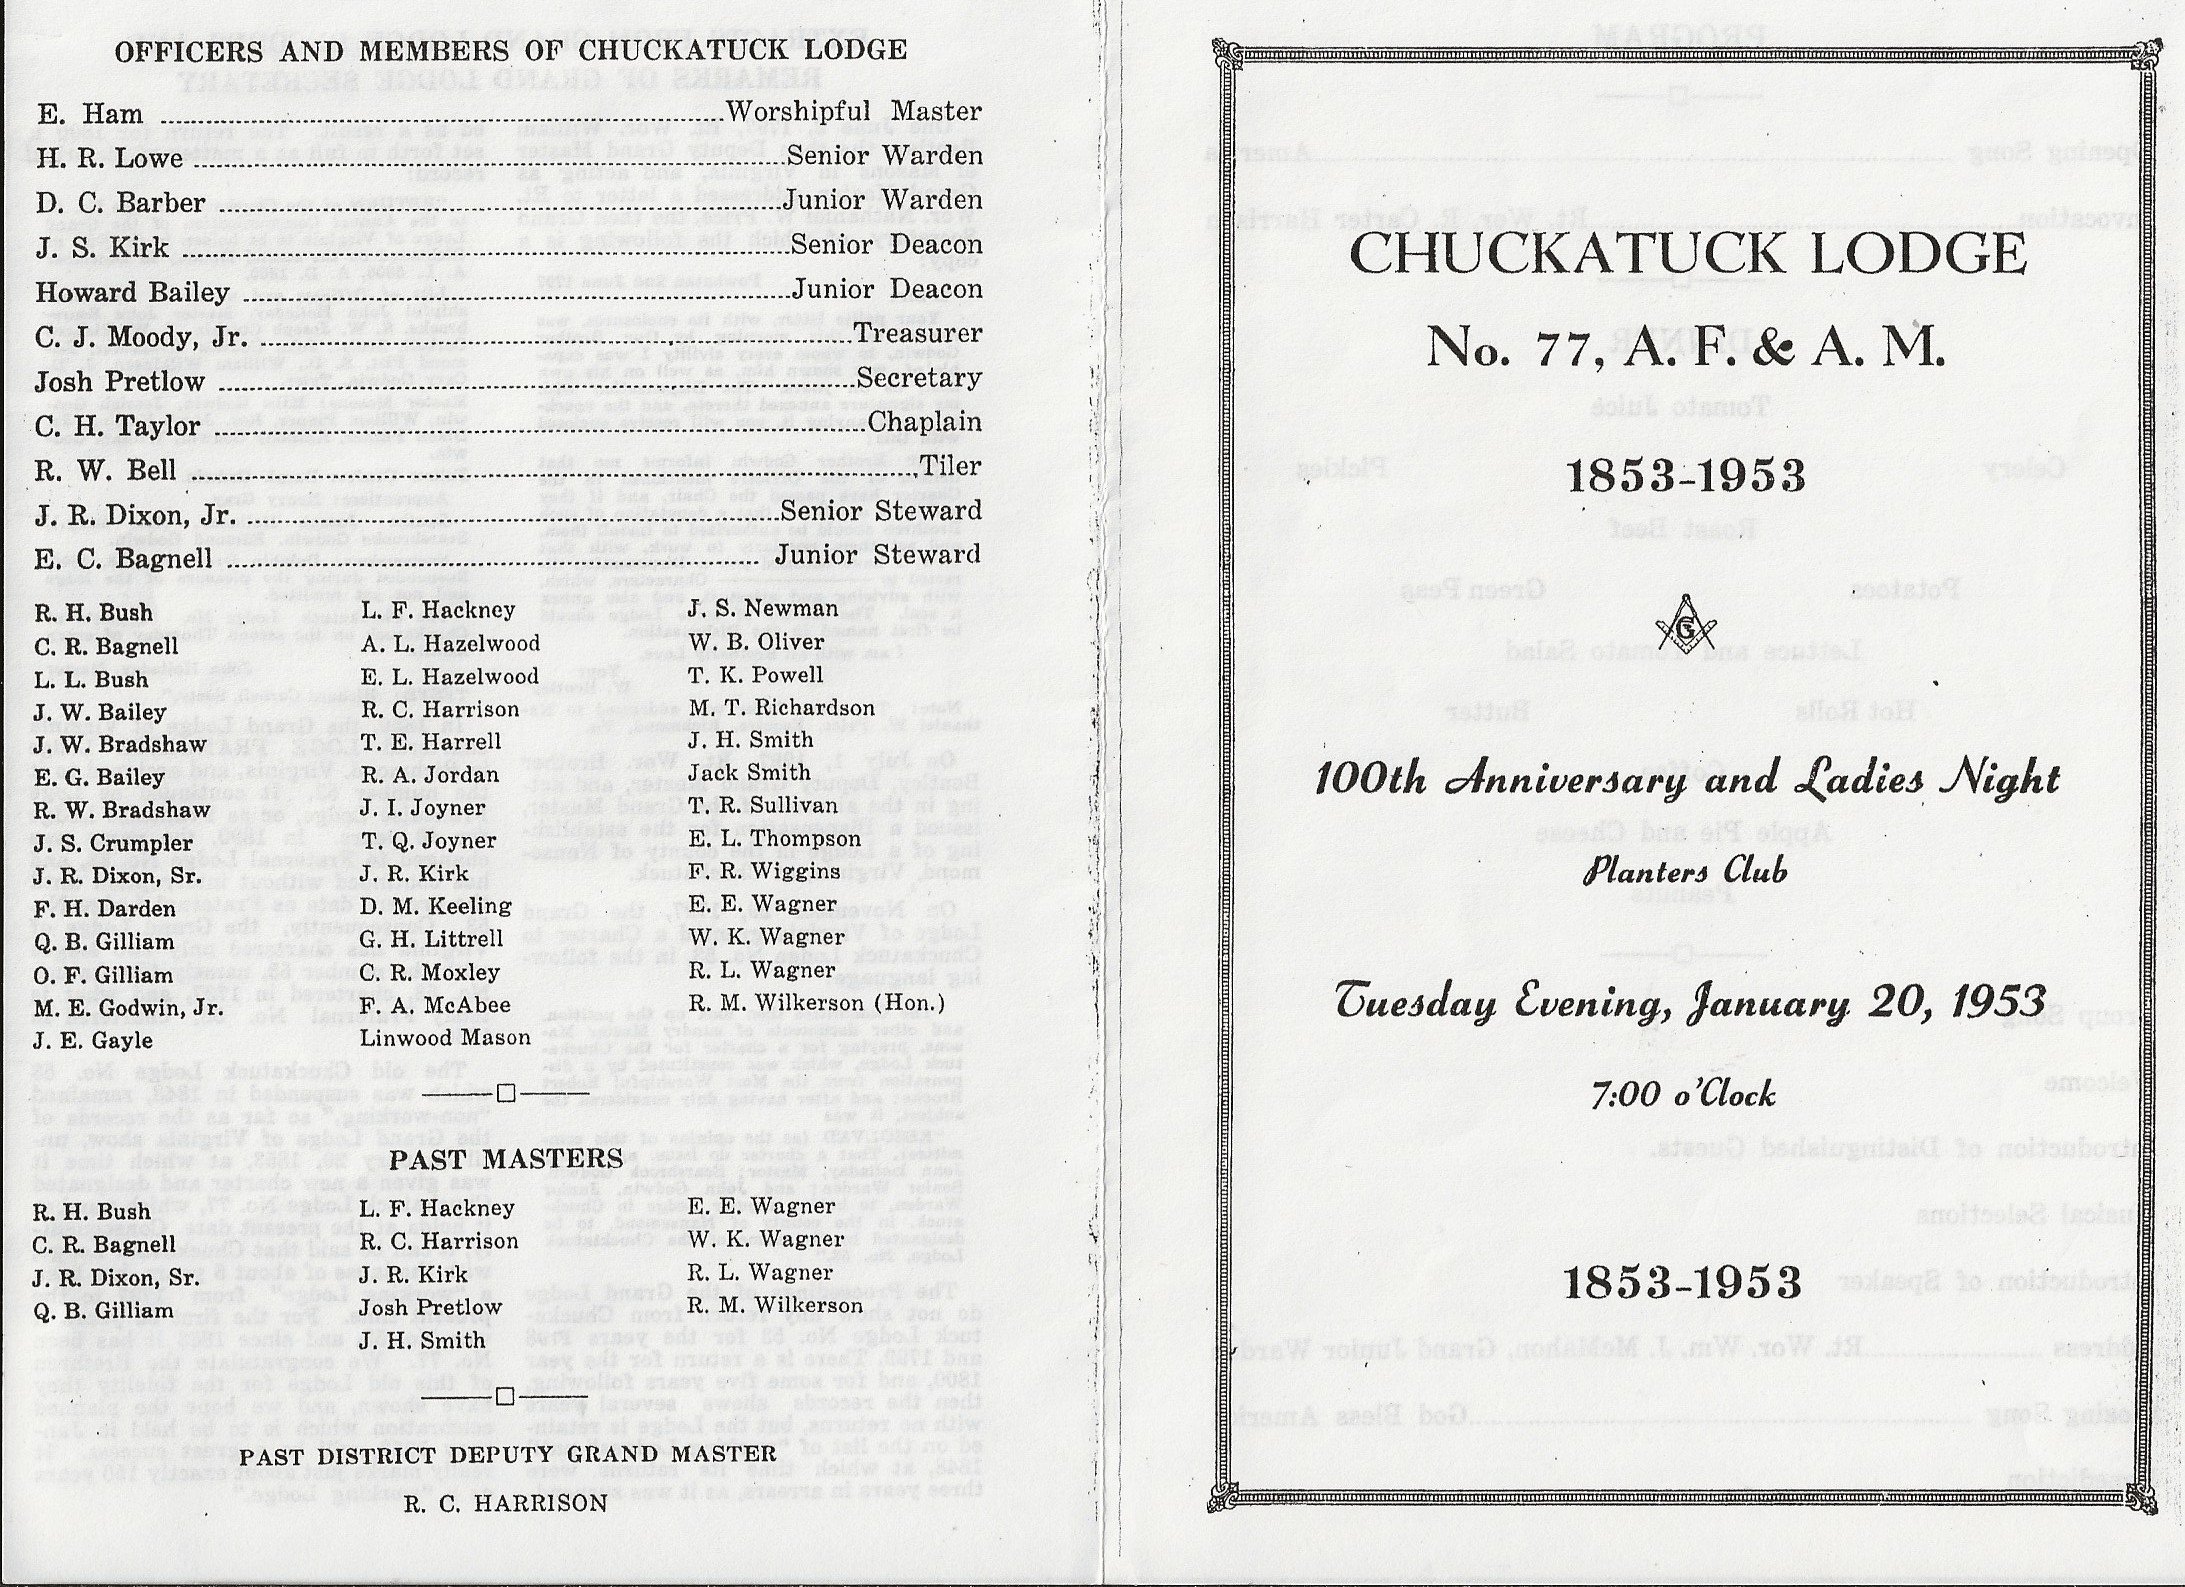 OFFICERS AND MEMBERS OF CHUCKATUCK LODGE
E. Ham ........ Worshipful Master
H. R. Lowe ........ Senior Warden
D. C. Barber ........ Junior Warden
J. S. Kirk ........ Senior Deacon
Howard Bailey ........ Junior Deacon
C. J. Moody, Jr. ........ Treasurer
Josh Pretlow ........ Secretary
C. H. Taylor ........ Chaplain
R. W. Bell ........ Tiler
J. R. Dixon, Jr. ........ Senior Steward
E. C. Bagnell ........ Junior Steward
R. H. Bush
C. R. Bagnell
L. L. Bush
J. W. Bailey
J. W. Bradshaw
E. G. Bailey
R. W. Bradshaw
J. S. Crumpler
J. R. Dixon, Sr.
F. H. Darden
Q. B. Gilliam
O. F. Gilliam
M. E. Godwin, Jr.
J. E. Gayle
L. F. Hackney
A. L. Hazelwood
E. L. Hazelwood
R. C. Harrison
T. E. Harrell
R. A. Jordan
J. I. Joyner
T. Q. Joyner
J. R. Kirk
D. M. Keeling
G. H. Littrell
C. R. Moxley
F. A. McAbee
Linwood Mason
J. S. Newman
W. B. Oliver
T. K. Powell
M. T. Richardson
J. H. Smith
Jack Smith
T. R. Sullivan
E. L. Thompson
F. R. Wiggins
E. E. Wagner
W. K. Wagner
R. L. Wagner
R. M. Wilkerson (Hon.)
PAST MASTERS
R. H. Bush
C. R. Bagnell
J. R. Dixon, Sr.
Q. B. Gilliam
L. F. Hackney
R. C. Harrison
J. R. Kirk
Josh Pretlow
J. H. Smith
E. E. Wagner
W. K. Wagner
R. L. Wagner
R. M. Wilkerson
PAST DISTRICT DEPUTY GRAND MASTER
R. C. HARRISON
CHUCKATUCK LODGE
No. 77, A. F. & A. M.
1853-1953
G
100th Anniversary and Ladies Night
Planters Club
Tuesday Evening, January 20, 1953
7:00 o'Clock
1853-1953